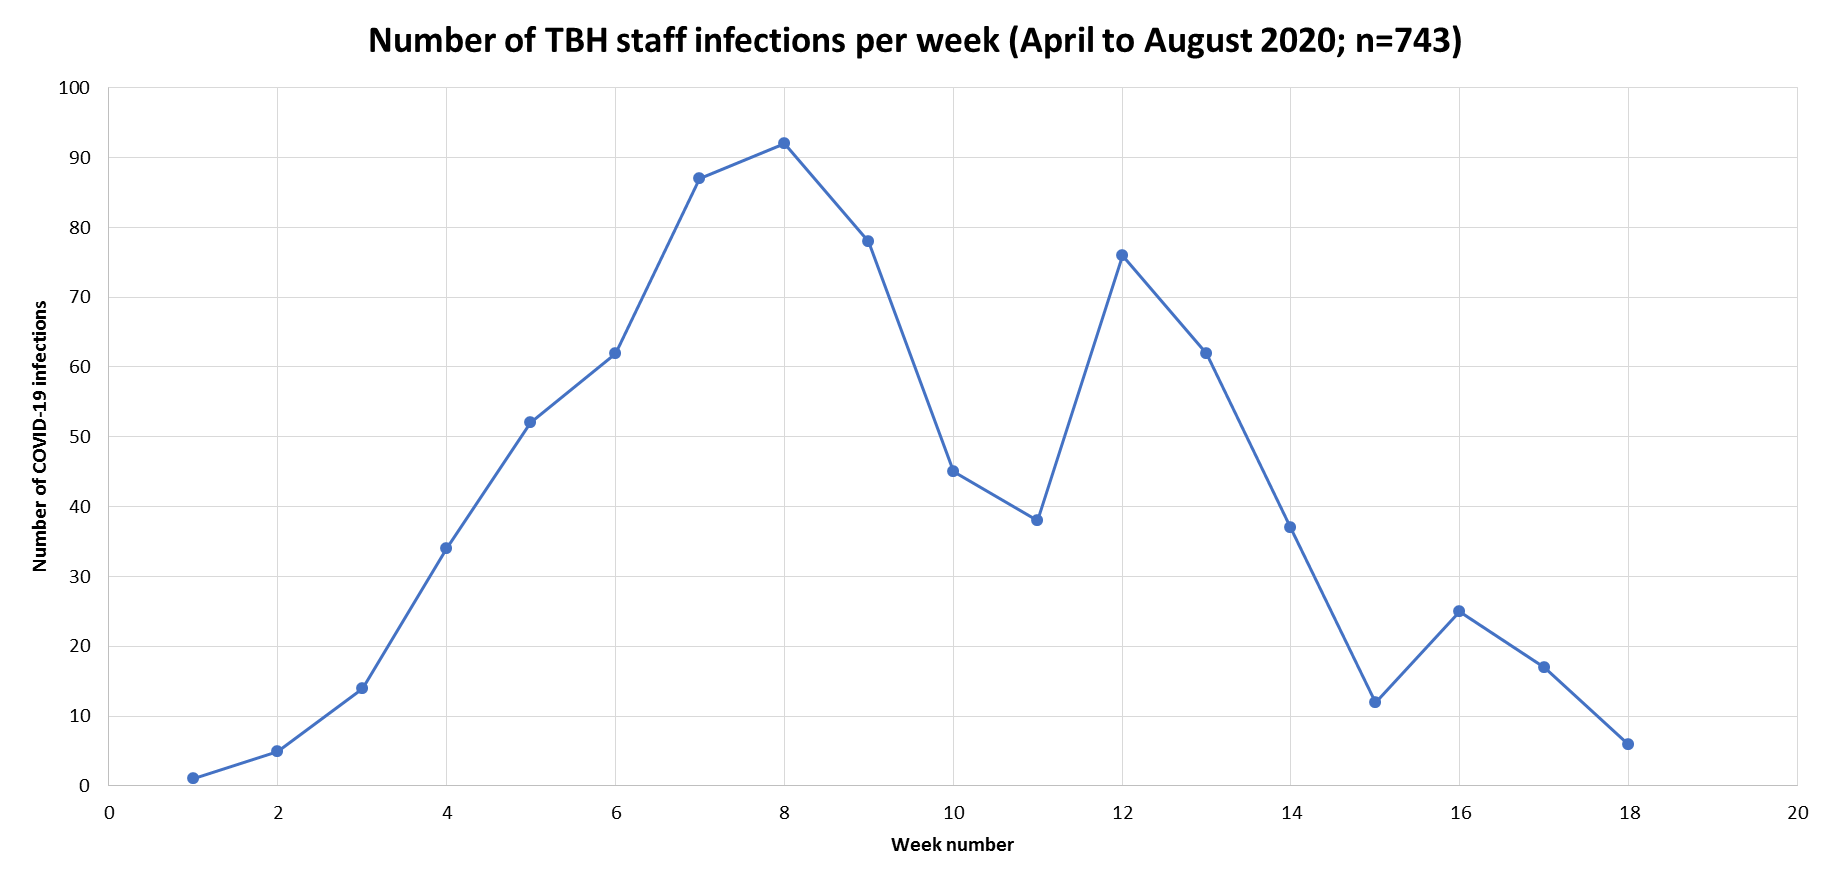 Number of TBH staff infections per week (April to August 2020; n=743)
100
90
80
70
60
50
40
30
20
10
0
Number of COVID-19 infections
0 2 4 6 8 10 12 14 16 18 20
Week number